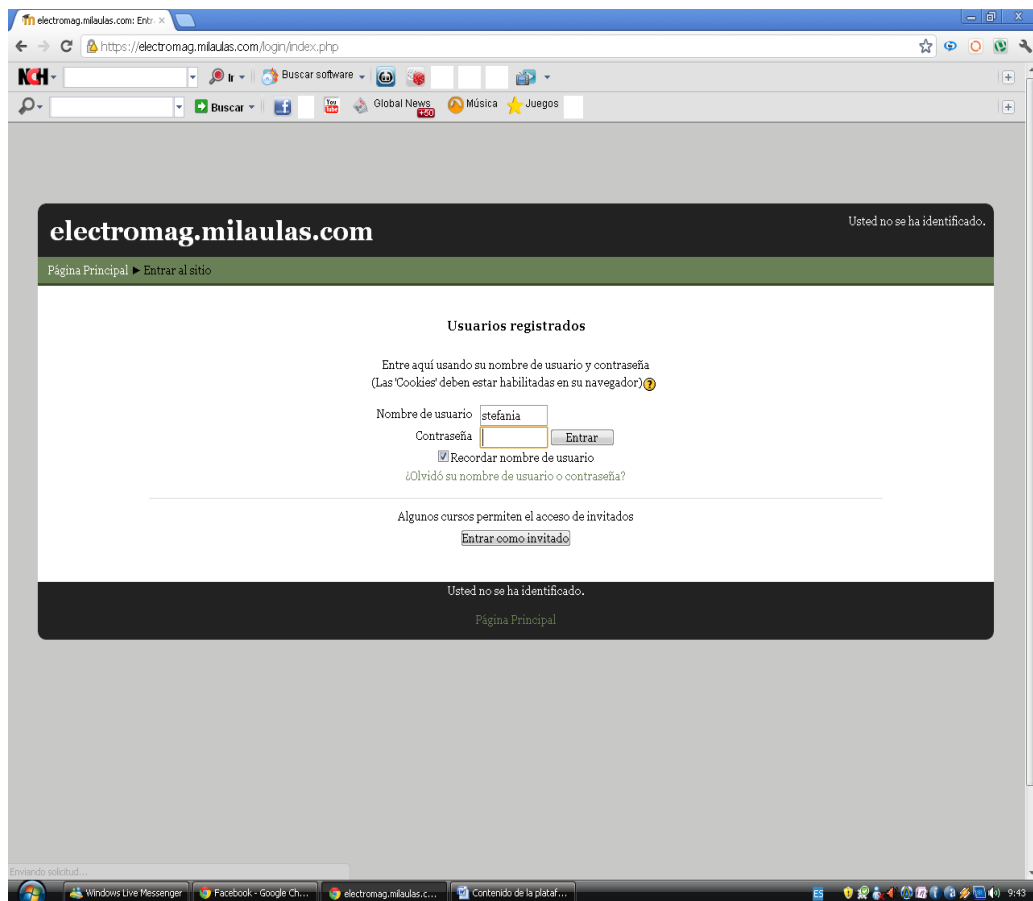 electromag.milaulas.com: Entr
https://electromag.milaulas.com/login/index.php
NCH Ir Buscar software
Buscar You Tube Global News +50 Música Juegos
electromag.milaulas.com
Usted no se ha identificado.
Página Principal ► Entrar al sitio
Usuarios registrados
Entre aquí usando su nombre de usuario y contraseña
(Las 'Cookies' deben estar habilitadas en su navegador)
Nombre de usuario stefania
Contraseña Entrar
Recordar nombre de usuario
¿Olvidó su nombre de usuario o contraseña?
Algunos cursos permiten el acceso de invitados
Entrar como invitado
Usted no se ha identificado.
Página Principal
Enviando solicitud...
Windows Live Messenger Facebook - Google Ch... electromag.milaulas.c... Contenido de la plataf... ES 9:43